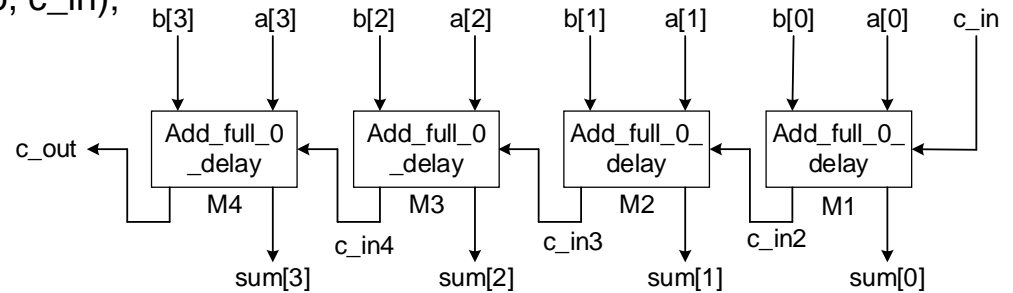 c_in);
b[3] a[3] b[2] a[2] b[1] a[1] b[0] a[0] c_in
Add_full_0
_delay
Add_full_0
_delay
Add_full_0_
delay
Add_full_0_
delay
c_out
M4 M3 M2 M1
c_in4 c_in3 c_in2
sum[3] sum[2] sum[1] sum[0]